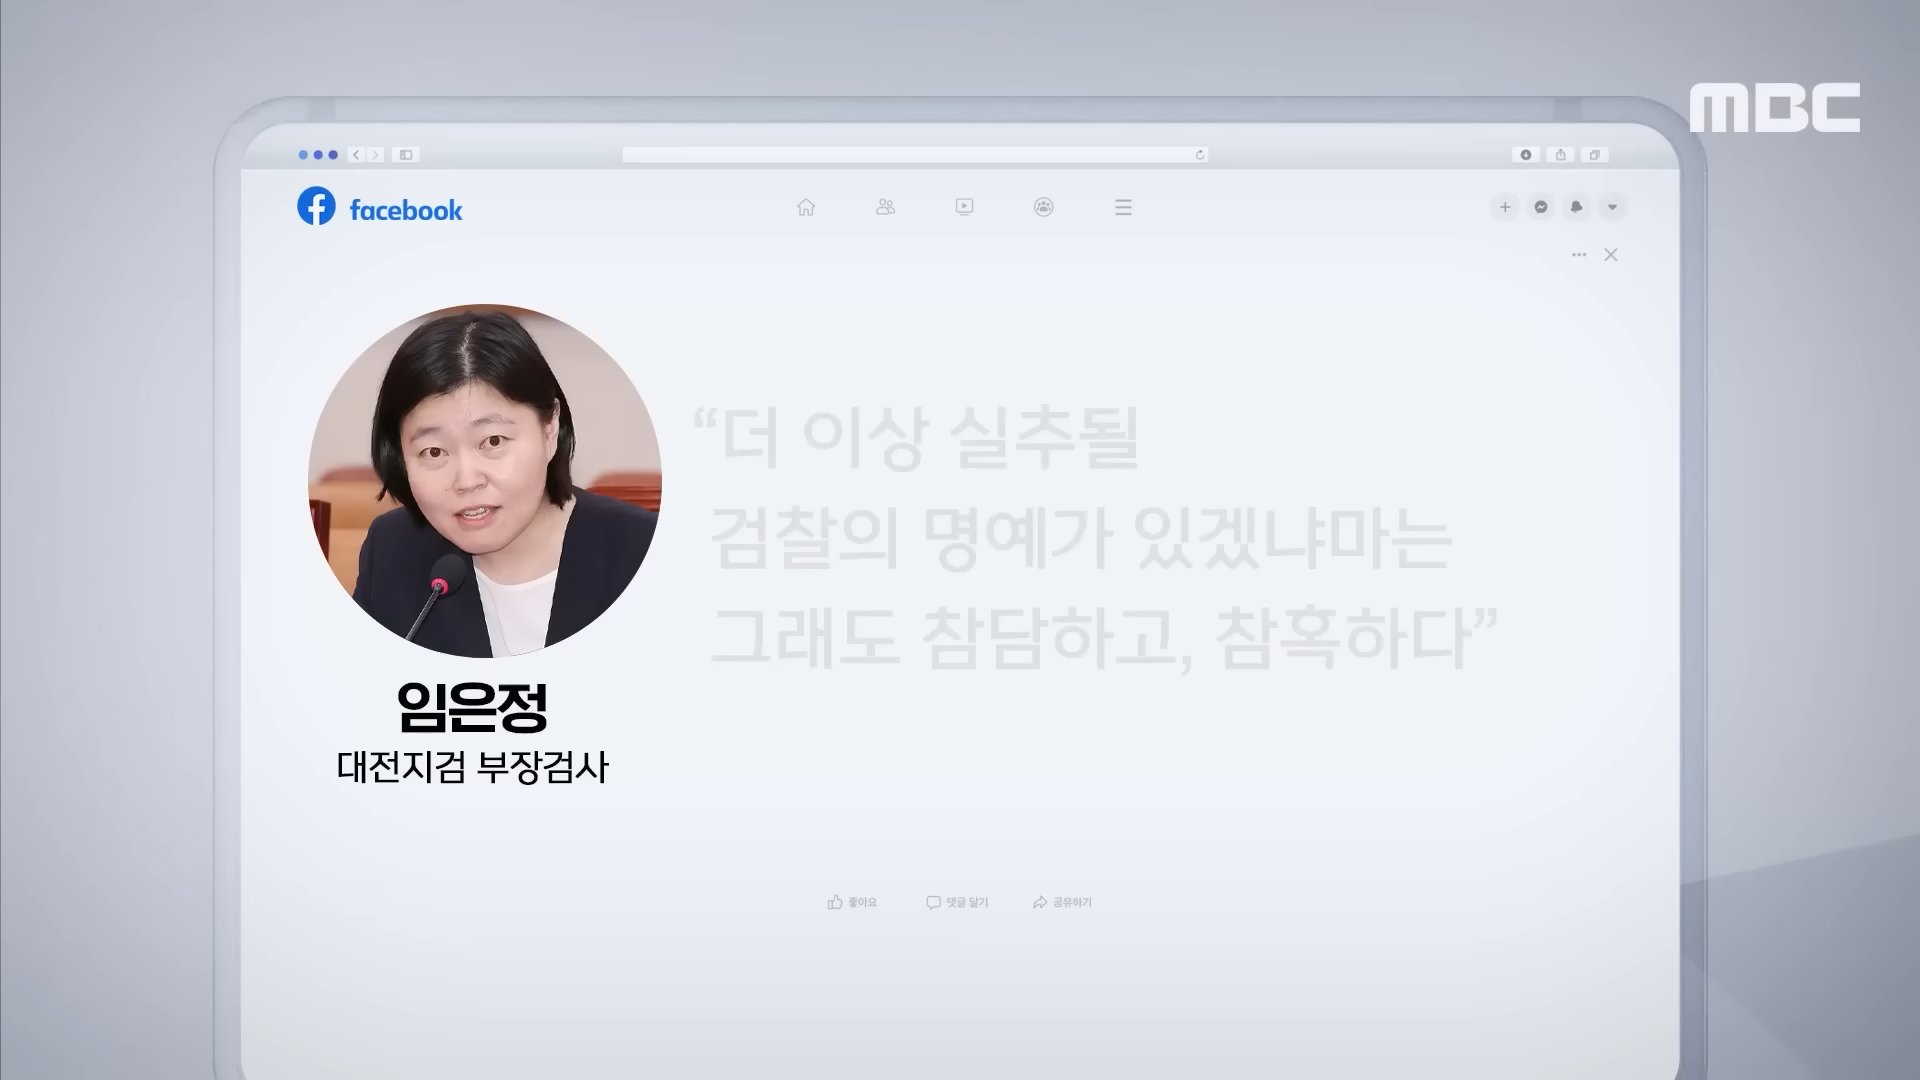 MBC
facebook
“더 이상 실추될
검찰의 명예가 있겠냐마는
그래도 참담하고, 참혹하다”
임은정
대전지검 부장검사
좋아요 댓글 달기 공유하기